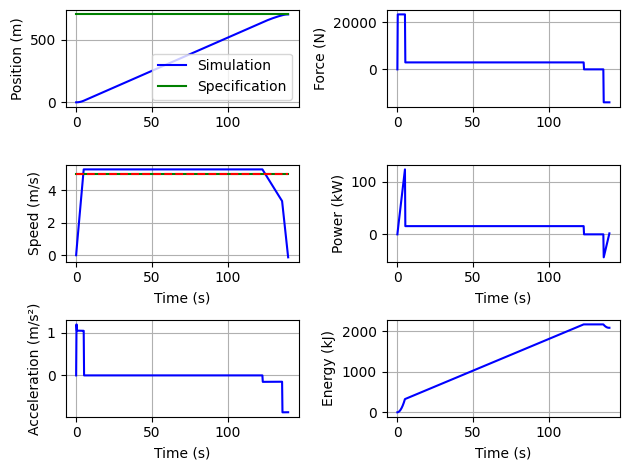 Position (m)
500
0
Simulation
Specification
0
50
100
Force (N)
20000
0
0
50
100
Speed (m/s)
4
2
0
0
50
100
Time (s)
Power (kW)
100
0
0
50
100
Time (s)
Acceleration (m/s²)
1
0
0
50
100
Time (s)
Energy (kJ)
2000
1000
0
0
50
100
Time (s)